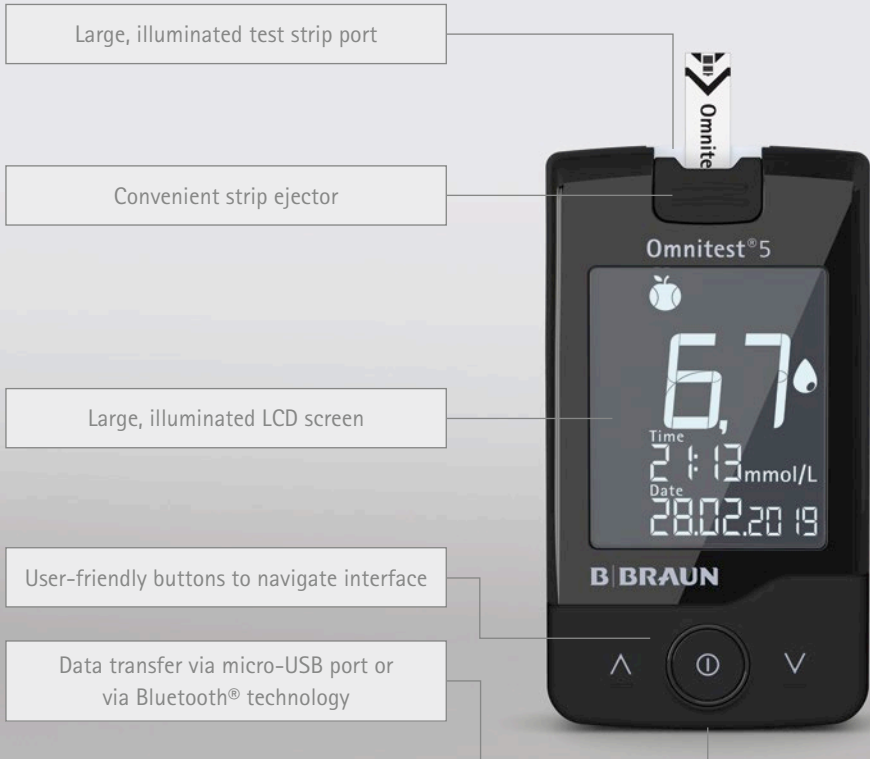 Large, illuminated test strip port
Convenient strip ejector
Large, illuminated LCD screen
User-friendly buttons to navigate interface
Data transfer via micro-USB port or
via Bluetooth® technology
Omnite
Omnitest®5
6,7
Time
21:13 mmol/L
Date
28.02.2019
B|BRAUN